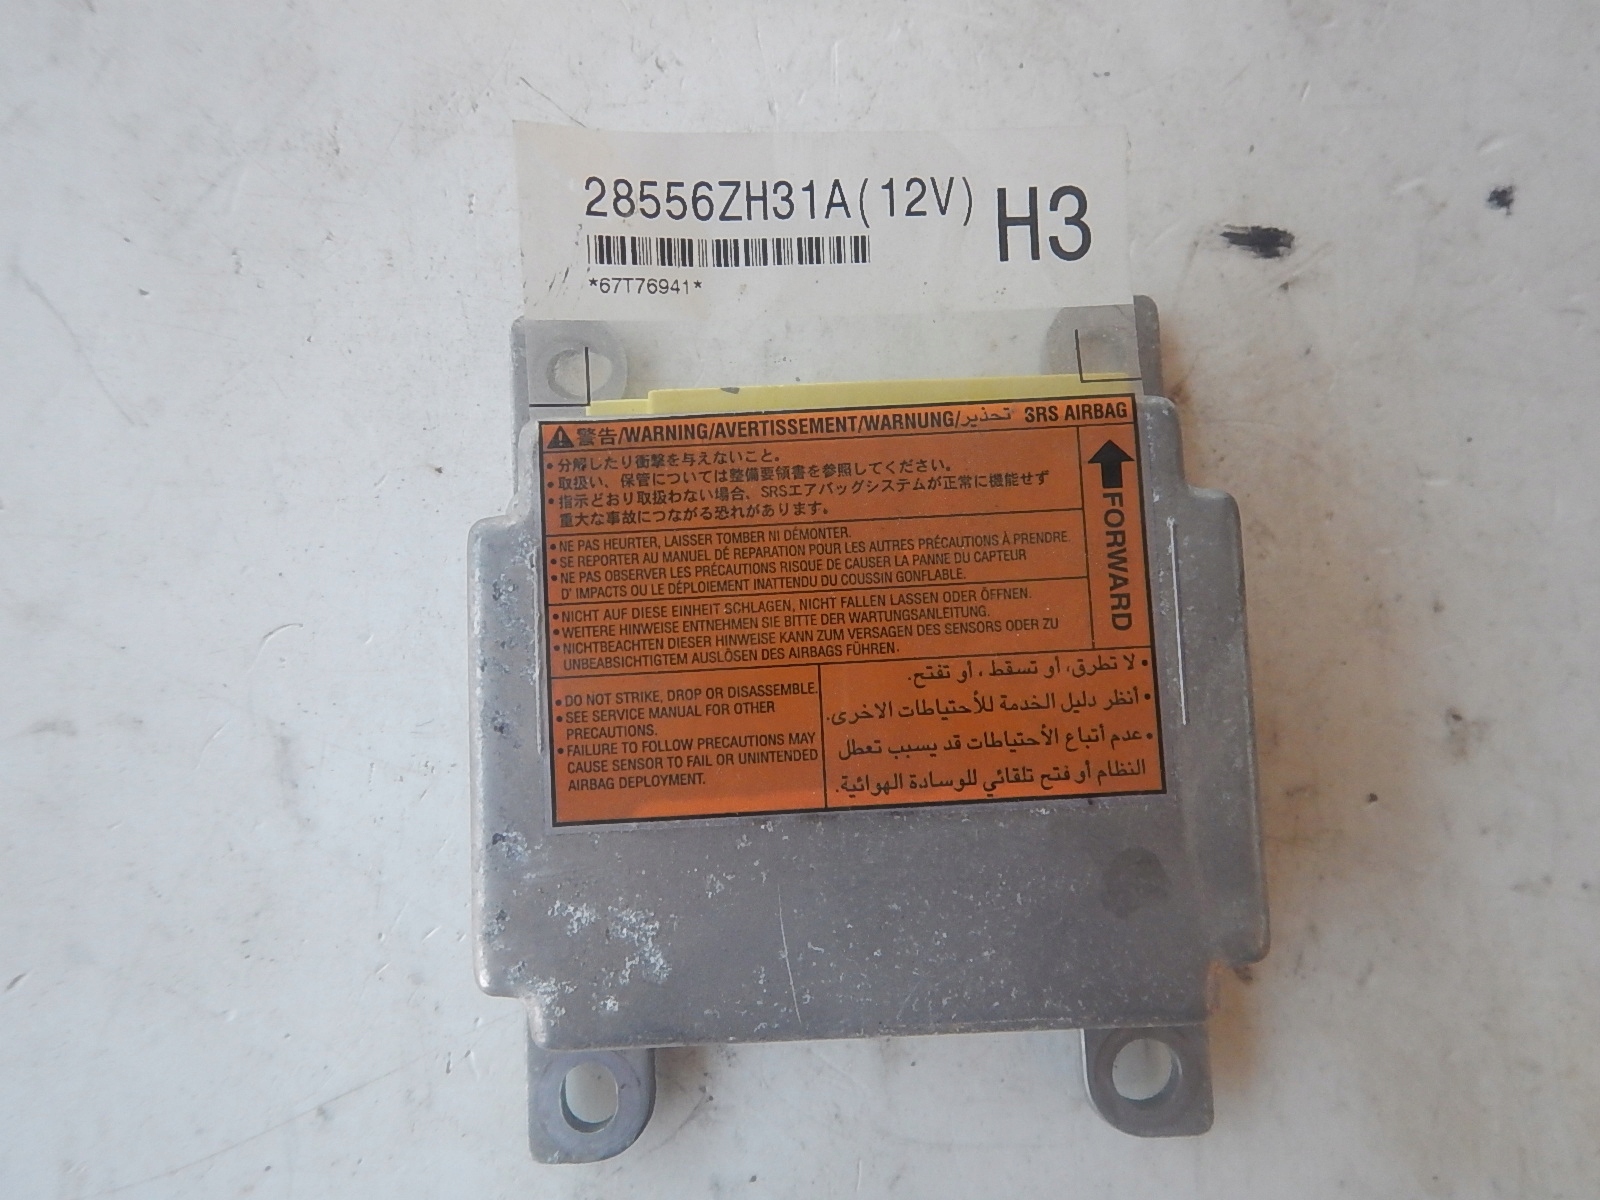 28556ZH31A(12V) H3
*67T76941*
警告/WARNING/AVERTISSEMENT/WARNUNG/تحذير SRS AIRBAG
• 分解したり衝撃を与えないこと。
• 取扱い、保管については整備要領書を参照してください。
• 指示どおり取扱わない場合、SRSエアバッグシステムが正常に機能せず
重大な事故につながる恐れがあります。
FORWARD
• NE PAS HEURTER, LAISSER TOMBER NI DÉMONTER.
• SE REPORTER AU MANUEL DÉ REPARATION POUR LES AUTRES PRÉCAUTIONS À PRENDRE.
• NE PAS OBSERVER LES PRÉCAUTIONS RISQUE DE CAUSER LA PANNE DU CAPTEUR
D' IMPACTS OU LE DÉPLOIEMENT INATTENDU DU COUSSIN GONFLABLE.
• NICHT AUF DIESE EINHEIT SCHLAGEN, NICHT FALLEN LASSEN ODER ÖFFNEN.
• WEITERE HINWEISE ENTNEHMEN SIE BITTE DER WARTUNGSANLEITUNG.
• NICHTBEACHTEN DIESER HINWEISE KANN ZUM VERSAGEN DES SENSORS ODER ZU
UNBEABSICHTIGTEM AUSLÖSEN DES AIRBAGS FÜHREN.
• DO NOT STRIKE, DROP OR DISASSEMBLE.
• SEE SERVICE MANUAL FOR OTHER
PRECAUTIONS.
• FAILURE TO FOLLOW PRECAUTIONS MAY
CAUSE SENSOR TO FAIL OR UNINTENDED
AIRBAG DEPLOYMENT.
• لا تطرق، أو تسقط ، أو تفتح.
• أنظر دليل الخدمة للأحتياطات الاخرى.
• عدم أتباع الأحتياطات قد يسبب تعطل
النظام أو فتح تلقائي للوسادة الهوائية.